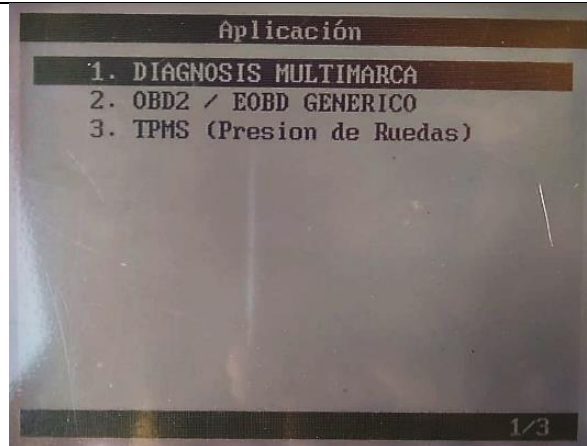 Aplicación
1. DIAGNOSIS MULTIMARCA
2. OBD2 / EOBD GENERICO
3. TPMS (Presion de Ruedas)
1/3